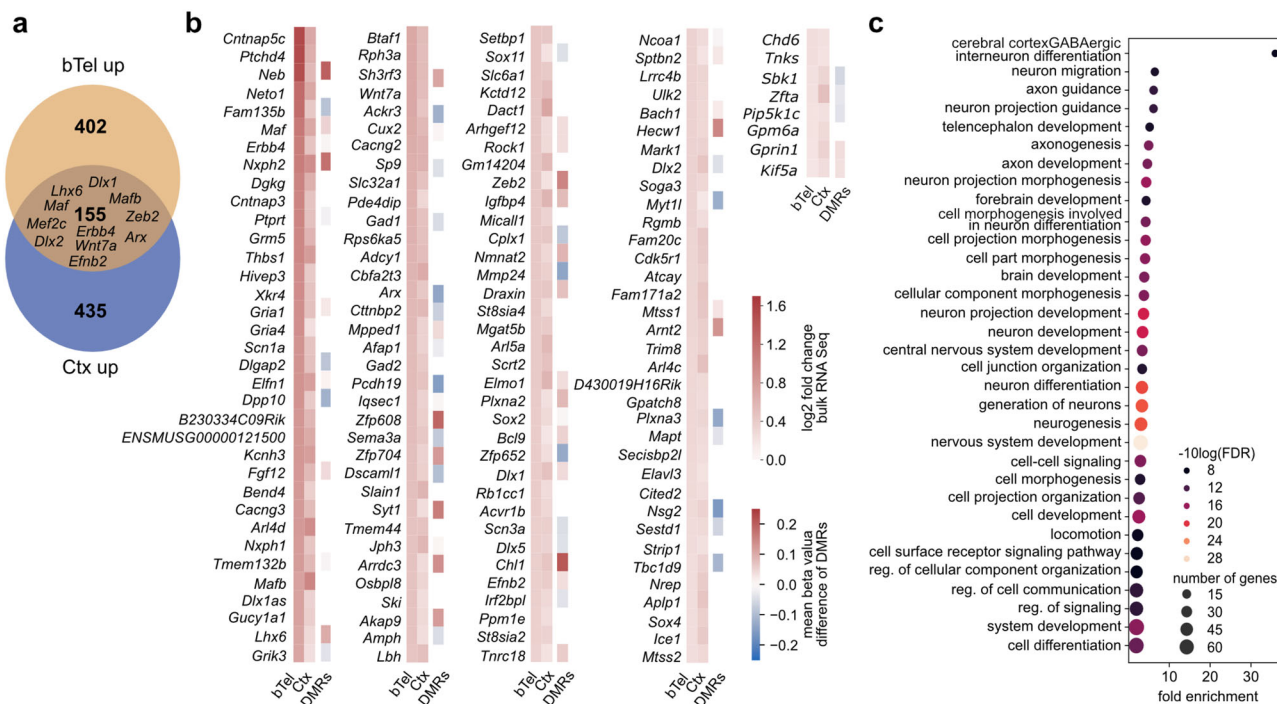 a
bTel up
402
Dlx1
Lhx6
Maf
Mafb
155
Mef2c
Zeb2
Erbb4
Dlx2
Arx
Wnt7a
Efnb2
435
Ctx up
b
Cntnap5c
Ptchd4
Neb
Neto1
Fam135b
Maf
Erbb4
Nxph2
Dgkg
Cntnap3
Ptprt
Grm5
Thbs1
Hivep3
Xkr4
Gria1
Gria4
Scn1a
Dlgap2
Elfn1
Dpp10
B230334C09Rik
ENSMUSG00000121500
Kcnh3
Fgf12
Bend4
Cacng3
Arl4d
Nxph1
Tmem132b
Mafb
Dlx1as
Gucy1a1
Lhx6
Grik3
bTel
Ctx
DMRs
Btaf1
Rph3a
Sh3rf3
Wnt7a
Ackr3
Cux2
Cacng2
Sp9
Slc32a1
Pde4dip
Gad1
Rps6ka5
Adcy1
Cbfa2t3
Arx
Cttnbp2
Mpped1
Afap1
Gad2
Pcdh19
Iqsec1
Zfp608
Sema3a
Zfp704
Dscaml1
Slain1
Syt1
Tmem44
Jph3
Arrdc3
Osbpl8
Ski
Akap9
Amph
Lbh
bTel
Ctx
DMRs
Setbp1
Sox11
Slc6a1
Kctd12
Dact1
Arhgef12
Rock1
Gm14204
Zeb2
Igfbp4
Micall1
Cplx1
Nmnat2
Mmp24
Draxin
St8sia4
Mgat5b
Arl5a
Scrt2
Elmo1
Plxna2
Sox2
Bcl9
Zfp652
Dlx1
Rb1cc1
Acvr1b
Scn3a
Dlx5
Chl1
Efnb2
Irf2bpl
Ppm1e
St8sia2
Tnrc18
bTel
Ctx
DMRs
Ncoa1
Sptbn2
Lrrc4b
Ulk2
Bach1
Hecw1
Mark1
Dlx2
Soga3
Myt1l
Rgmb
Fam20c
Cdk5r1
Atcay
Fam171a2
Mtss1
Arnt2
Trim8
Arl4c
D430019H16Rik
Gpatch8
Plxna3
Mapt
Secisbp2l
Elavl3
Cited2
Nsg2
Sestd1
Strip1
Tbc1d9
Nrep
Aplp1
Sox4
Ice1
Mtss2
bTel
Ctx
DMRs
Chd6
Tnks
Sbk1
Zfta
Pip5k1c
Gpm6a
Gprin1
Kif5a
bTel
Ctx
DMRs
1.6
1.2
0.8
0.4
0.0
log2 fold change
bulk RNA Seq
0.2
0.1
0.0
−0.1
−0.2
mean beta valuda
difference of DMRs
c
cerebral cortexGABAergic
interneuron differentiation
neuron migration
axon guidance
neuron projection guidance
telencephalon development
axonogenesis
axon development
neuron projection morphogenesis
forebrain development
cell morphogenesis involved
in neuron differentiation
cell projection morphogenesis
cell part morphogenesis
brain development
cellular component morphogenesis
neuron projection development
neuron development
central nervous system development
cell junction organization
neuron differentiation
generation of neurons
neurogenesis
nervous system development
cell-cell signaling
cell morphogenesis
cell projection organization
cell development
locomotion
cell surface receptor signaling pathway
reg. of cellular component organization
reg. of cell communication
reg. of signaling
system development
cell differentiation
10
20
30
fold enrichment
-10log(FDR)
8
12
16
20
24
28
number of genes
15
30
45
60